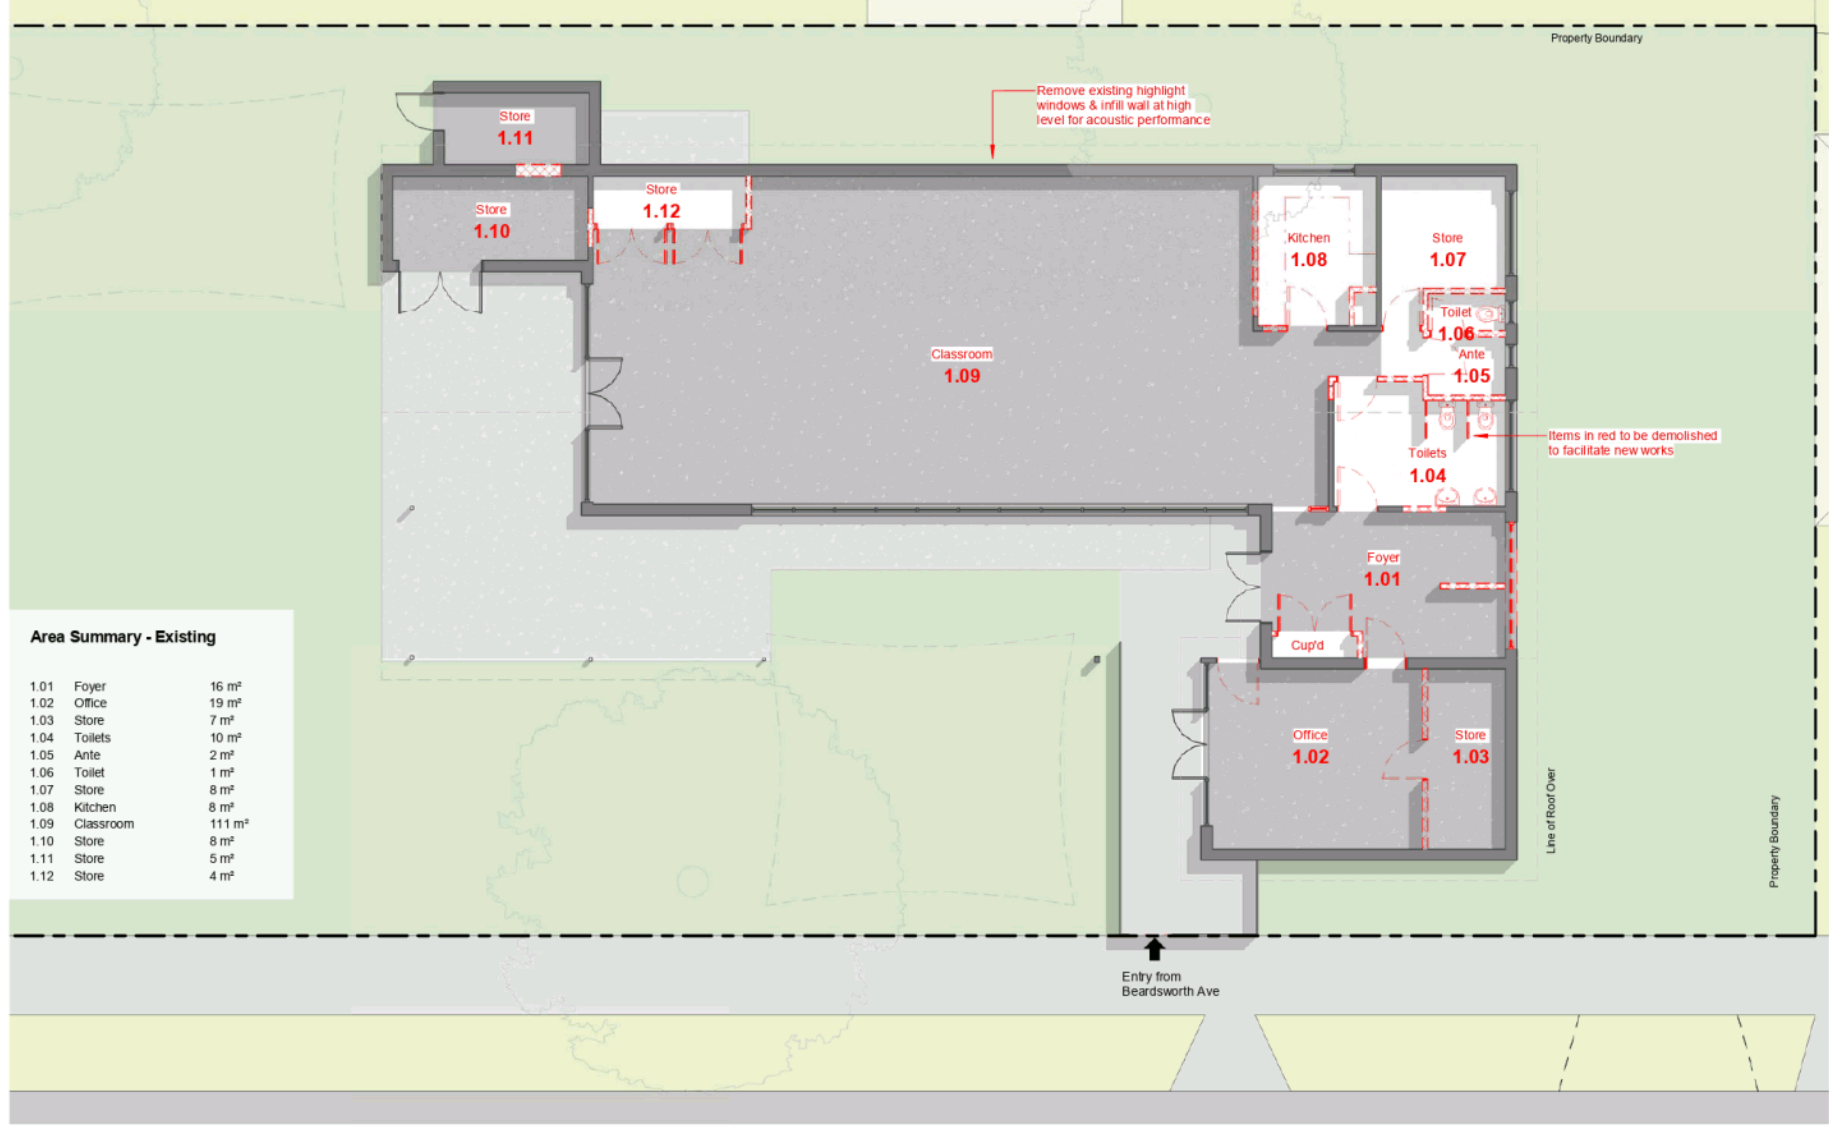 Property Boundary
Remove existing highlight
windows & infill wall at high
level for acoustic performance
Store
1.11
Store
1.12
Store
1.10
Kitchen
1.08
Store
1.07
Toilet
1.06
Ante
1.05
Classroom
1.09
Items in red to be demolished
to facilitate new works
Toilets
1.04
Foyer
1.01
Cup'd
Office
1.02
Store
1.03
Line of Roof Over
Property Boundary
Area Summary - Existing
1.01 Foyer 16 m²
1.02 Office 19 m²
1.03 Store 7 m²
1.04 Toilets 10 m²
1.05 Ante 2 m²
1.06 Toilet 1 m²
1.07 Store 8 m²
1.08 Kitchen 8 m²
1.09 Classroom 111 m²
1.10 Store 8 m²
1.11 Store 5 m²
1.12 Store 4 m²
Entry from
Beardsworth Ave